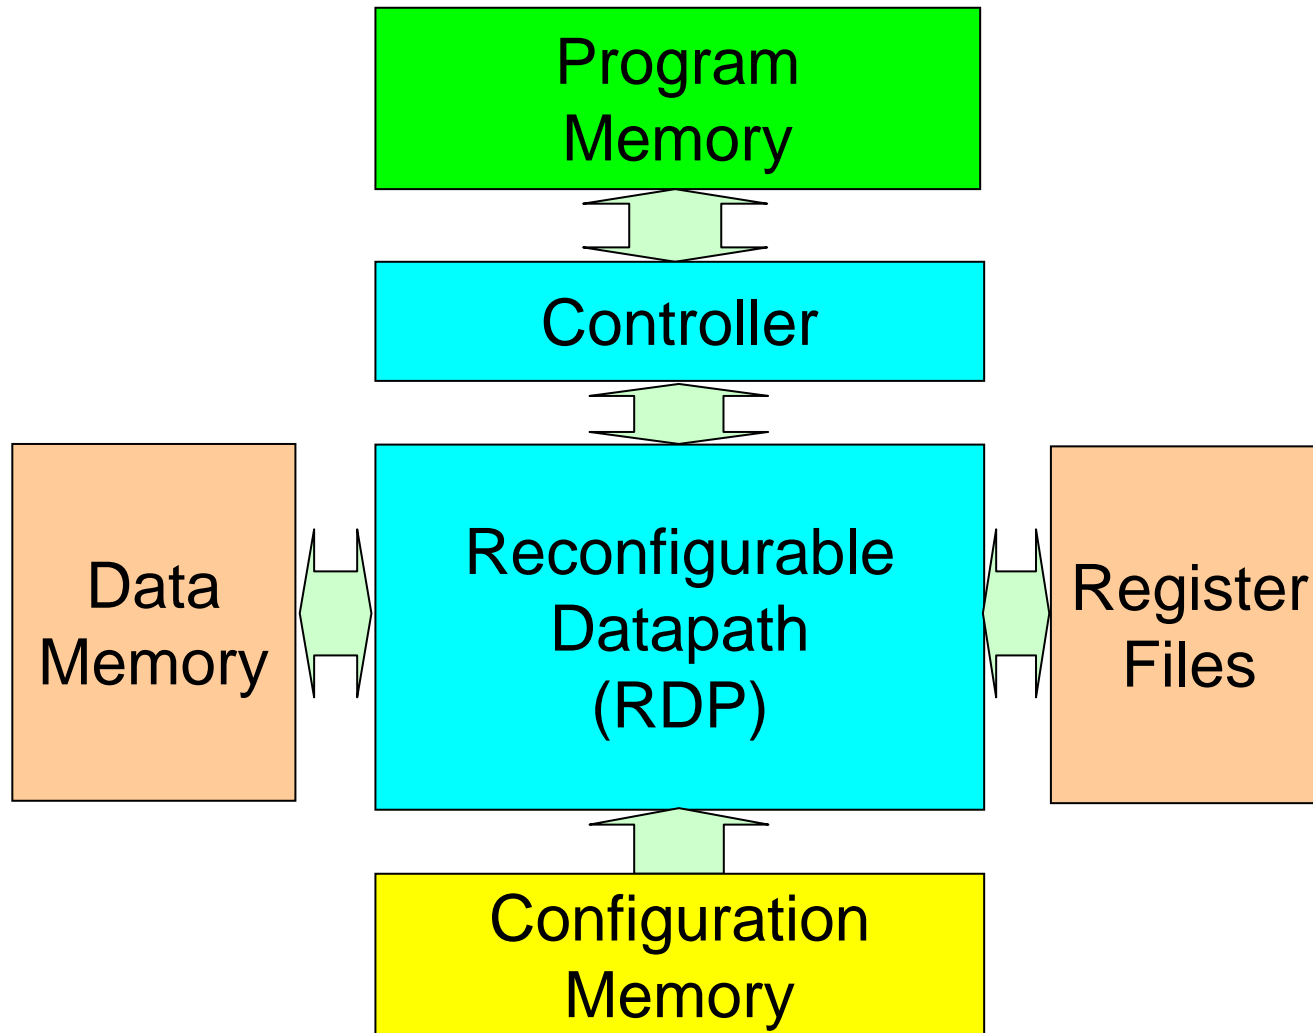 Program
Memory
Controller
Data
Memory
Reconfigurable
Datapath
(RDP)
Register
Files
Configuration
Memory